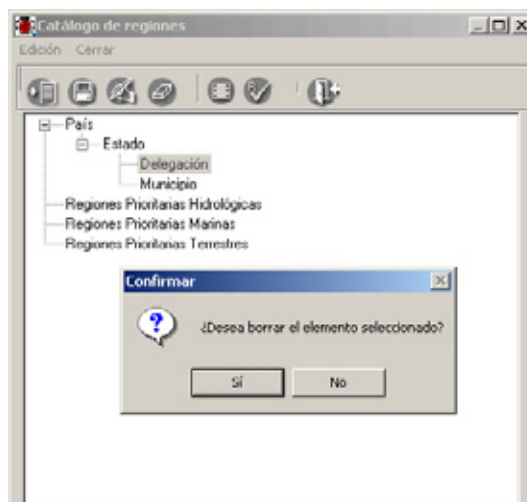 Catálogo de regiones
Edición Cerrar
País
Estado
Delegación
Municipio
Regiones Prioritarias Hidrológicas
Regiones Prioritarias Marinas
Regiones Prioritarias Terrestres
Confirmar
¿Desea borrar el elemento seleccionado?
Sí No